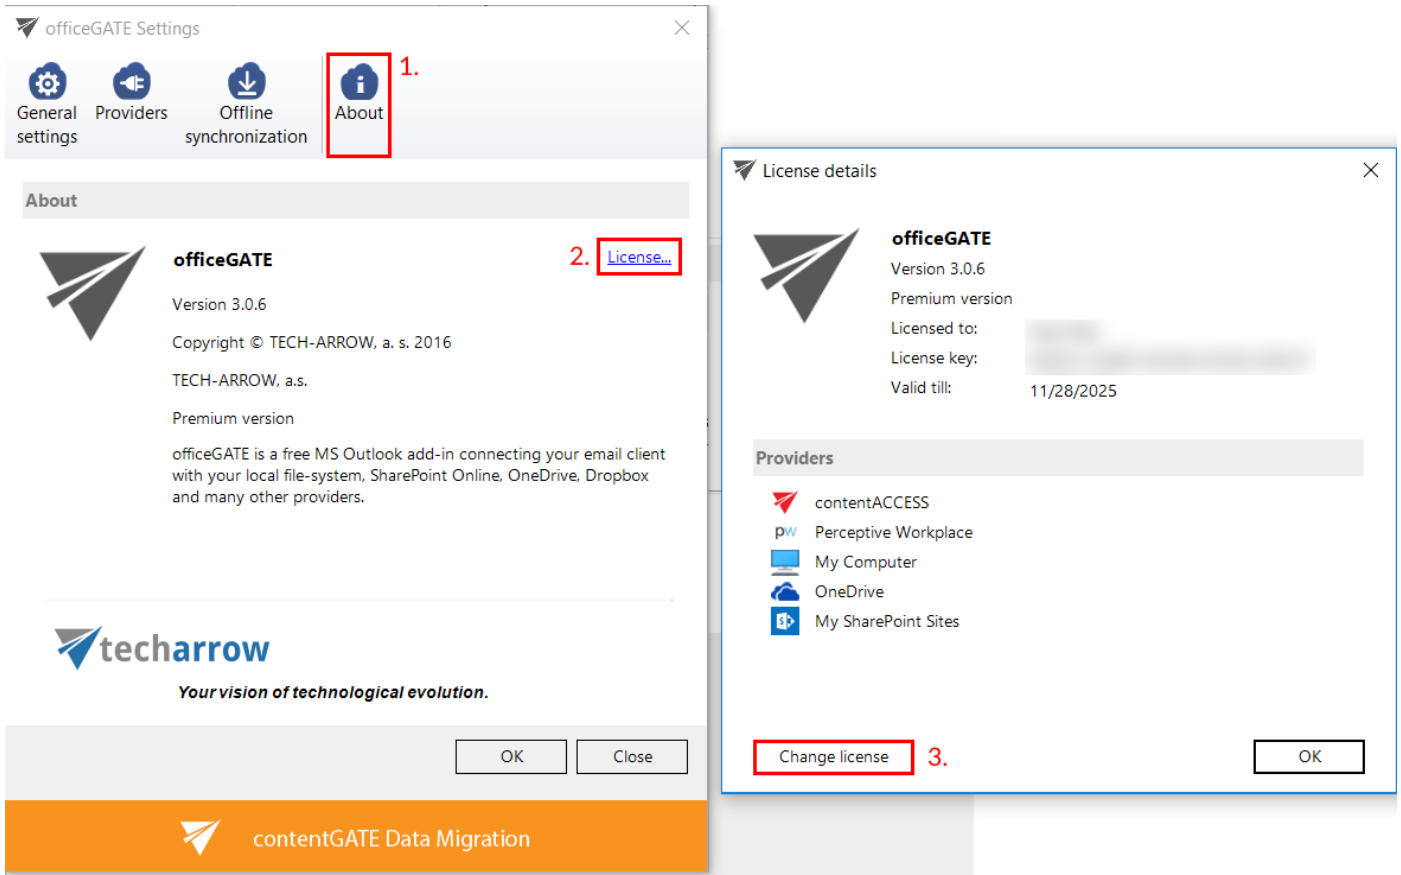 officeGATE Settings
General settings
Providers
Offline synchronization
About
1.
About
officeGATE
2.
License...
Version 3.0.6
Copyright © TECH-ARROW, a. s. 2016
TECH-ARROW, a.s.
Premium version
officeGATE is a free MS Outlook add-in connecting your email client
with your local file-system, SharePoint Online, OneDrive, Dropbox
and many other providers.
techarrow
Your vision of technological evolution.
OK
Close
contentGATE Data Migration
License details
officeGATE
Version 3.0.6
Premium version
Licensed to:
License key:
Valid till: 11/28/2025
Providers
contentACCESS
pw Perceptive Workplace
My Computer
OneDrive
My SharePoint Sites
Change license
3.
OK